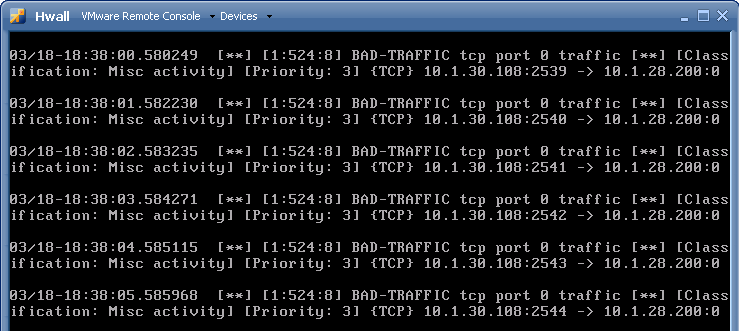 Hwall VMware Remote Console Devices
03/18-18:38:00.580249 [**] [1:524:8] BAD-TRAFFIC tcp port 0 traffic [**] [Class
ification: Misc activity] [Priority: 3] {TCP} 10.1.30.108:2539 -> 10.1.28.200:0
03/18-18:38:01.582230 [**] [1:524:8] BAD-TRAFFIC tcp port 0 traffic [**] [Class
ification: Misc activity] [Priority: 3] {TCP} 10.1.30.108:2540 -> 10.1.28.200:0
03/18-18:38:02.583235 [**] [1:524:8] BAD-TRAFFIC tcp port 0 traffic [**] [Class
ification: Misc activity] [Priority: 3] {TCP} 10.1.30.108:2541 -> 10.1.28.200:0
03/18-18:38:03.584271 [**] [1:524:8] BAD-TRAFFIC tcp port 0 traffic [**] [Class
ification: Misc activity] [Priority: 3] {TCP} 10.1.30.108:2542 -> 10.1.28.200:0
03/18-18:38:04.585115 [**] [1:524:8] BAD-TRAFFIC tcp port 0 traffic [**] [Class
ification: Misc activity] [Priority: 3] {TCP} 10.1.30.108:2543 -> 10.1.28.200:0
03/18-18:38:05.585968 [**] [1:524:8] BAD-TRAFFIC tcp port 0 traffic [**] [Class
ification: Misc activity] [Priority: 3] {TCP} 10.1.30.108:2544 -> 10.1.28.200:0